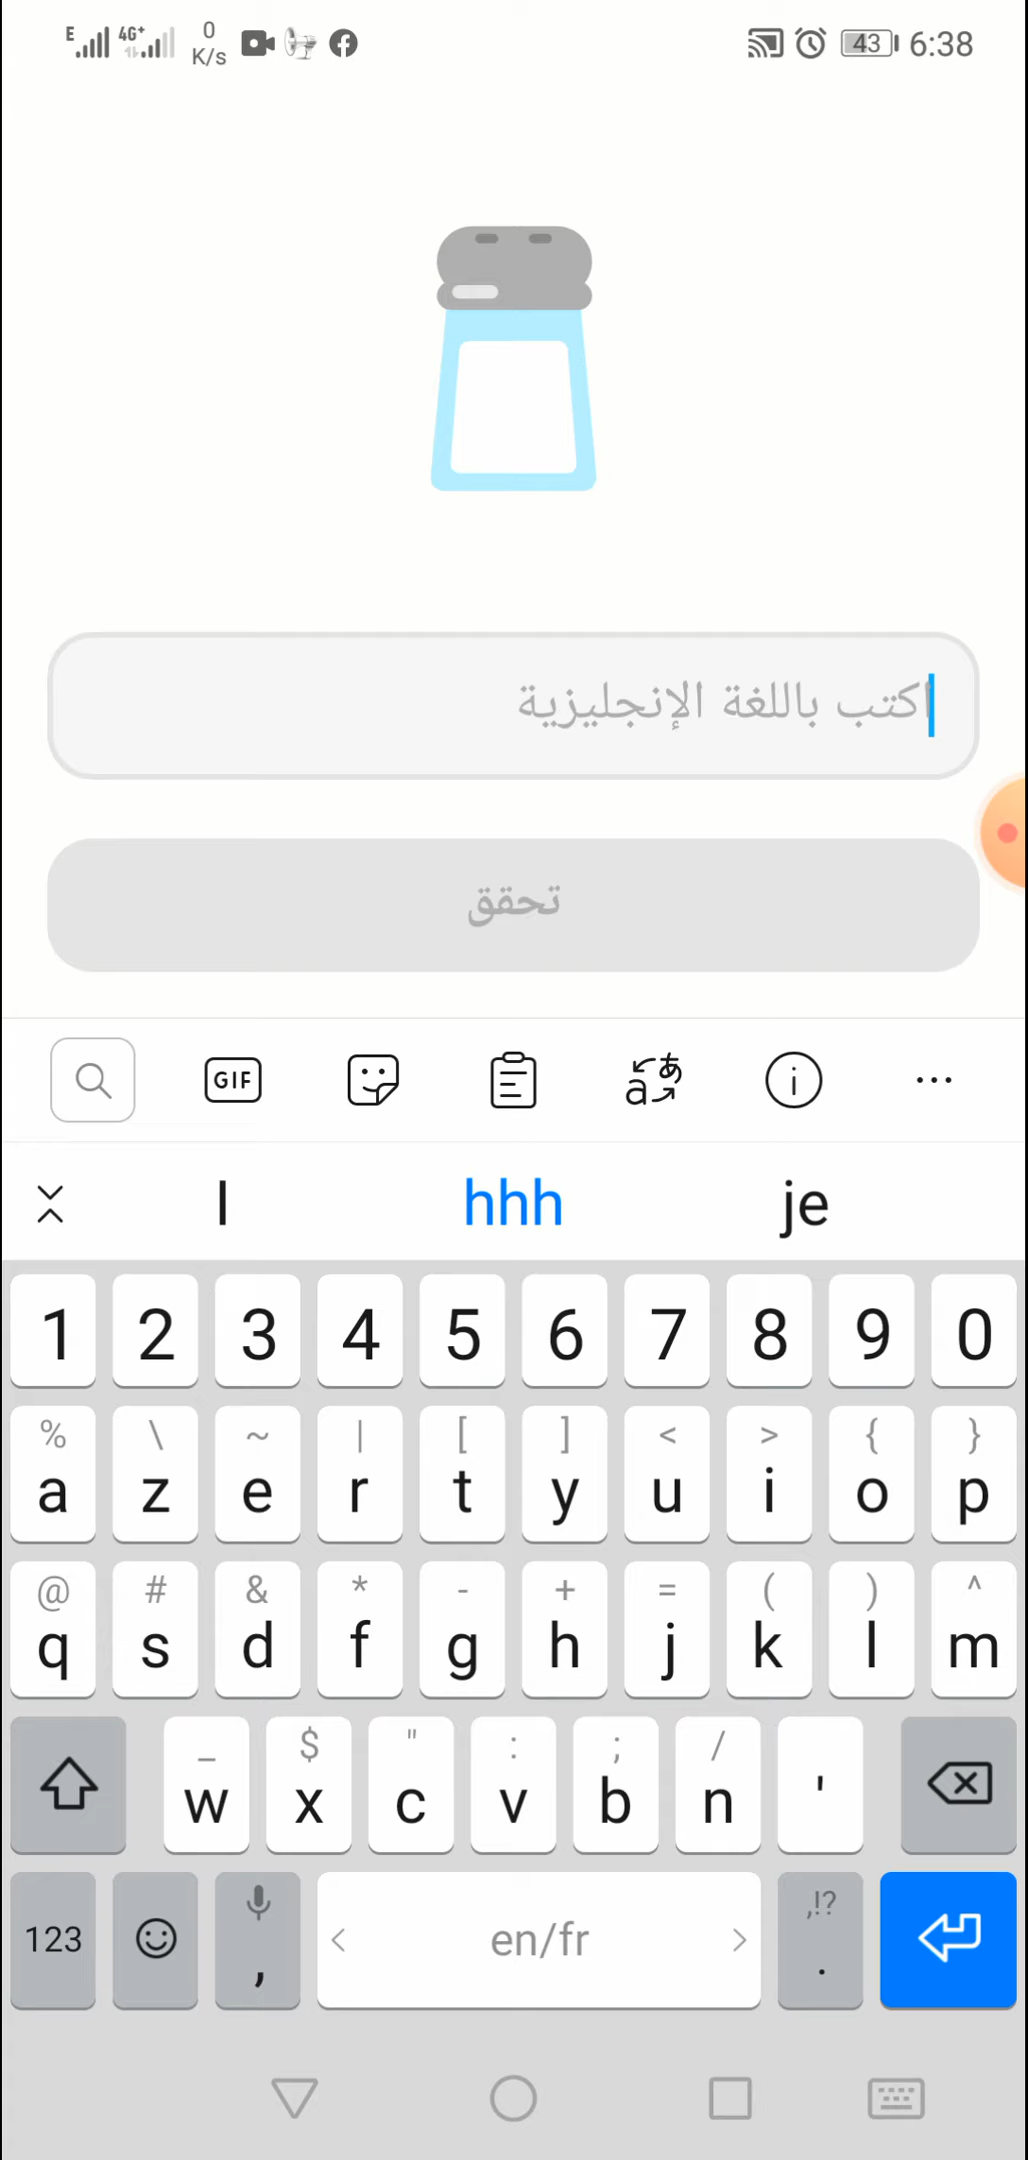 E 4G+ 0 K/s 43 6:38
اكتب باللغة الإنجليزية
تحقق
GIF
I hhh je
1 2 3 4 5 6 7 8 9 0
% \ ~ | [ ] < > { }
a z e r t y u i o p
@ # & * - + = ( ) ^
q s d f g h j k l m
_ $ " : ; /
w x c v b n '
,!?
123 , < en/fr > .